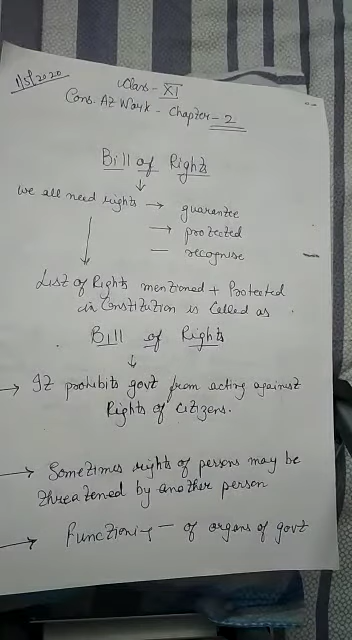 1/5/2020
Class - XI
Cons. At Work - Chapter - 2
Bill of Rights
↓
we all need rights → guarantee
→ protected
— recognise
List of Rights mentioned + Protected
in Constitution is called as
Bill of Rights
↓
→ It prohibits govt from acting against
Rights of citizens.
→ Sometimes rights of persons may be
threatened by another person
→ of organs of govt